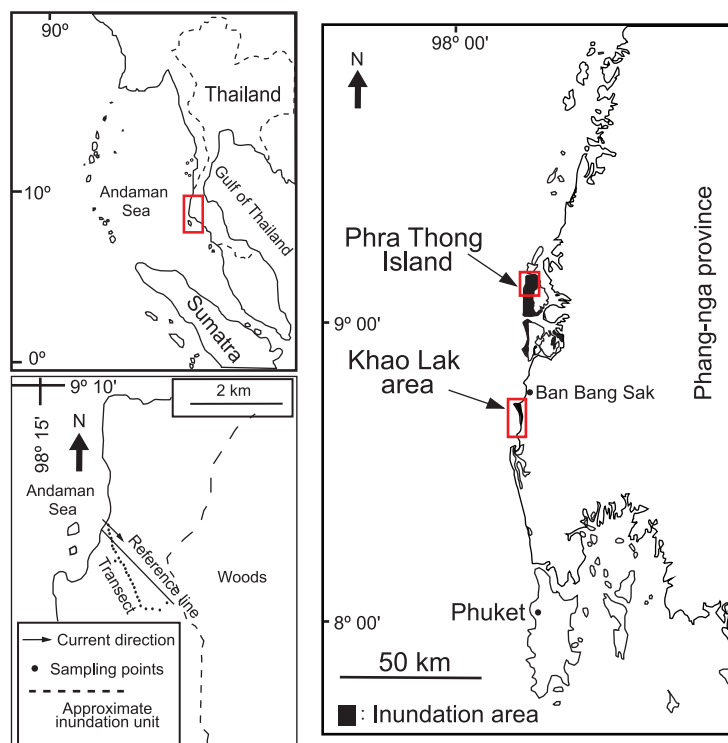 90º
N
Thailand
10º
Andaman
Sea
Gulf of Thailand
Sumatra
0º
9º 10'
98º 15'
2 km
N
Andaman
Sea
Reference line
Transect
Woods
Current direction
Sampling points
Approximate
inundation unit
98º 00'
N
Phra Thong
Island
Phang-nga province
9º 00'
Khao Lak
area
Ban Bang Sak
Phuket
8º 00'
50 km
: Inundation area